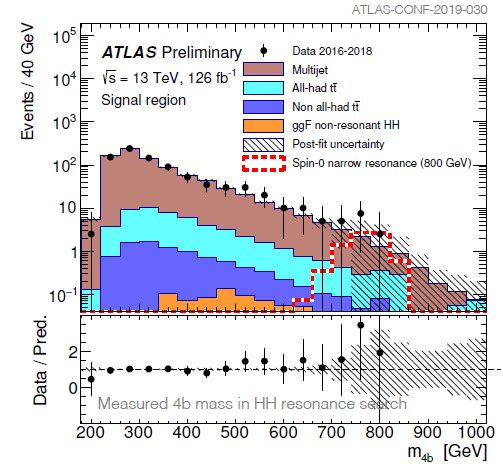 ATLAS-CONF-2019-030
Events / 40 GeV
10⁵
10⁴
10³
10²
10
1
10⁻¹
ATLAS Preliminary
√s = 13 TeV, 126 fb⁻¹
Signal region
Data 2016-2018
Multijet
All-had tt̄
Non all-had tt̄
ggF non-resonant HH
Post-fit uncertainty
Spin-0 narrow resonance (800 GeV)
Data / Pred.
2
0
Measured 4b mass in HH resonance search
200 300 400 500 600 700 800 900 1000
m₄b [GeV]